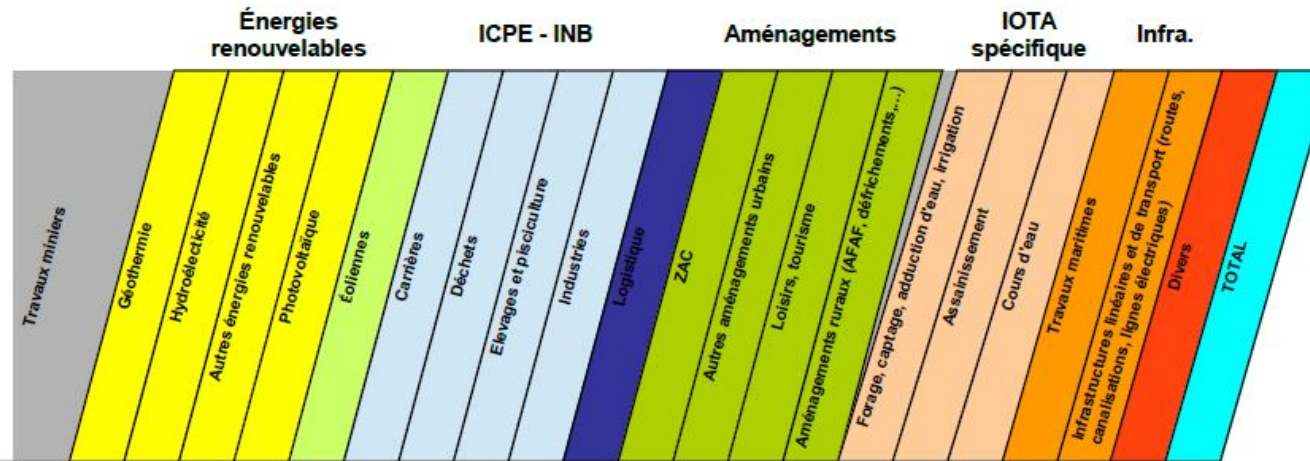 Énergies
renouvelables
ICPE - INB
Aménagements
IOTA
spécifique
Infra.
Travaux miniers
Géothermie
Hydroélecticité
Autres énergies renouvelables
Photovoltaïque
Éoliennes
Carrières
Déchets
Elevages et pisciculture
Industries
Logistique
ZAC
Autres aménagements urbains
Loisirs, tourisme
Aménagements ruraux (AFAF, défrichements,...)
Forage, captage, adduction d'eau, irrigation
Assainissement
Cours d'eau
Travaux maritimes
Infrastructures linéaires et de transport (routes,
canalisations, lignes électriques)
Divers
TOTAL